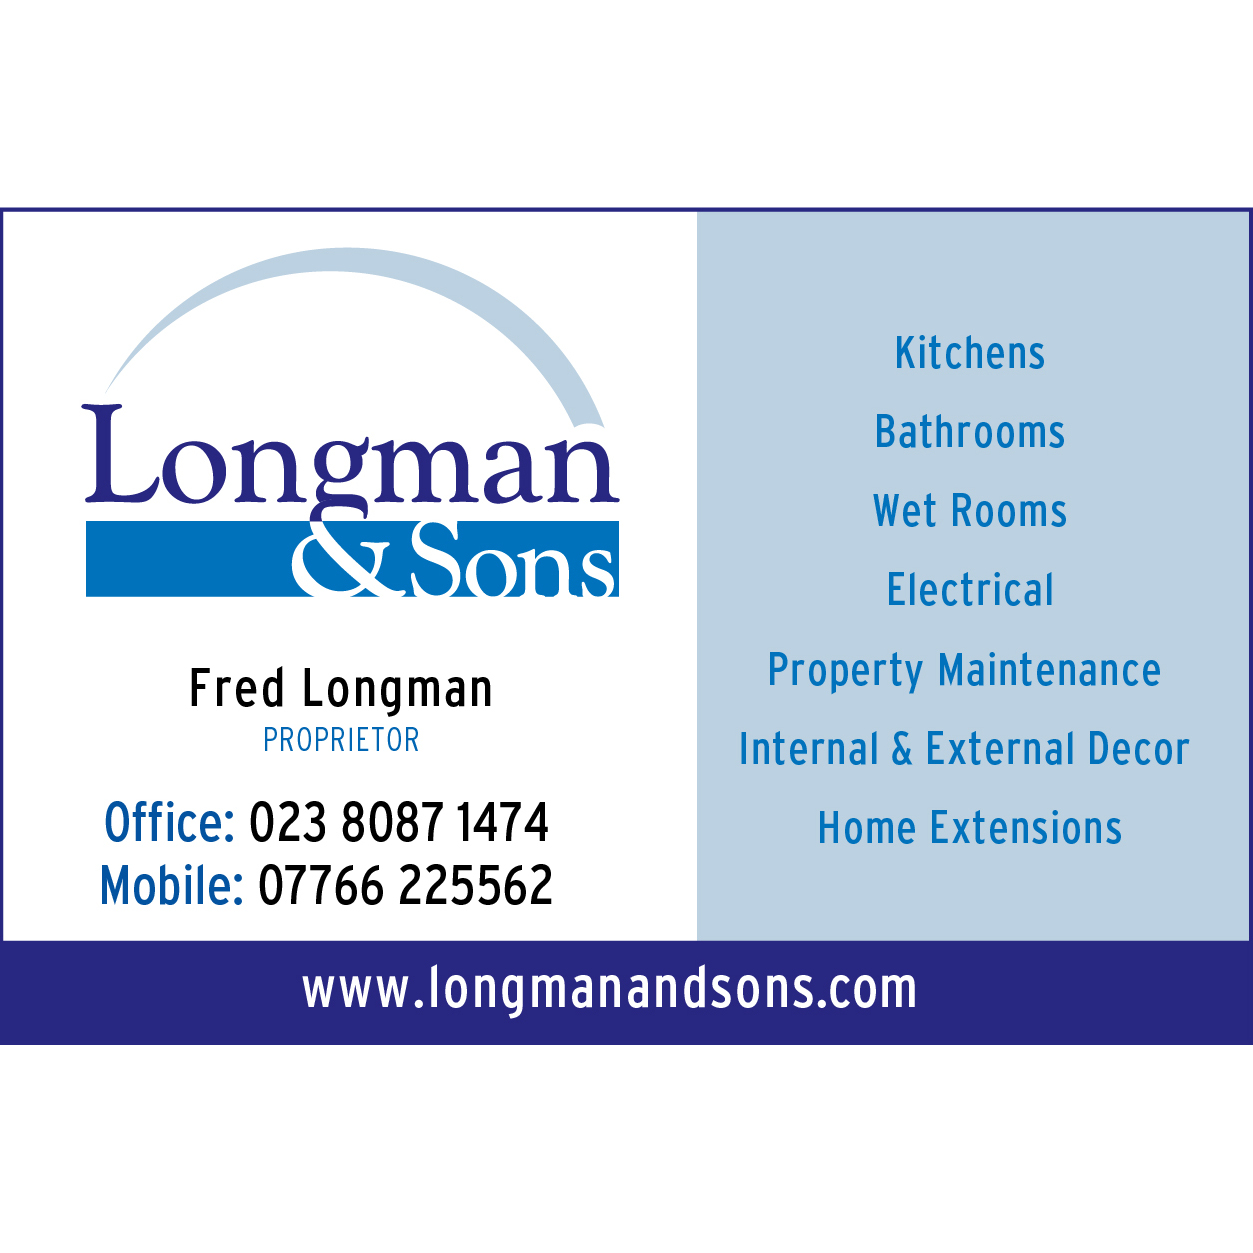 Longman
& Sons
Fred Longman
PROPRIETOR
Office: 023 8087 1474
Mobile: 07766 225562
Kitchens
Bathrooms
Wet Rooms
Electrical
Property Maintenance
Internal & External Decor
Home Extensions
www.longmanandsons.com